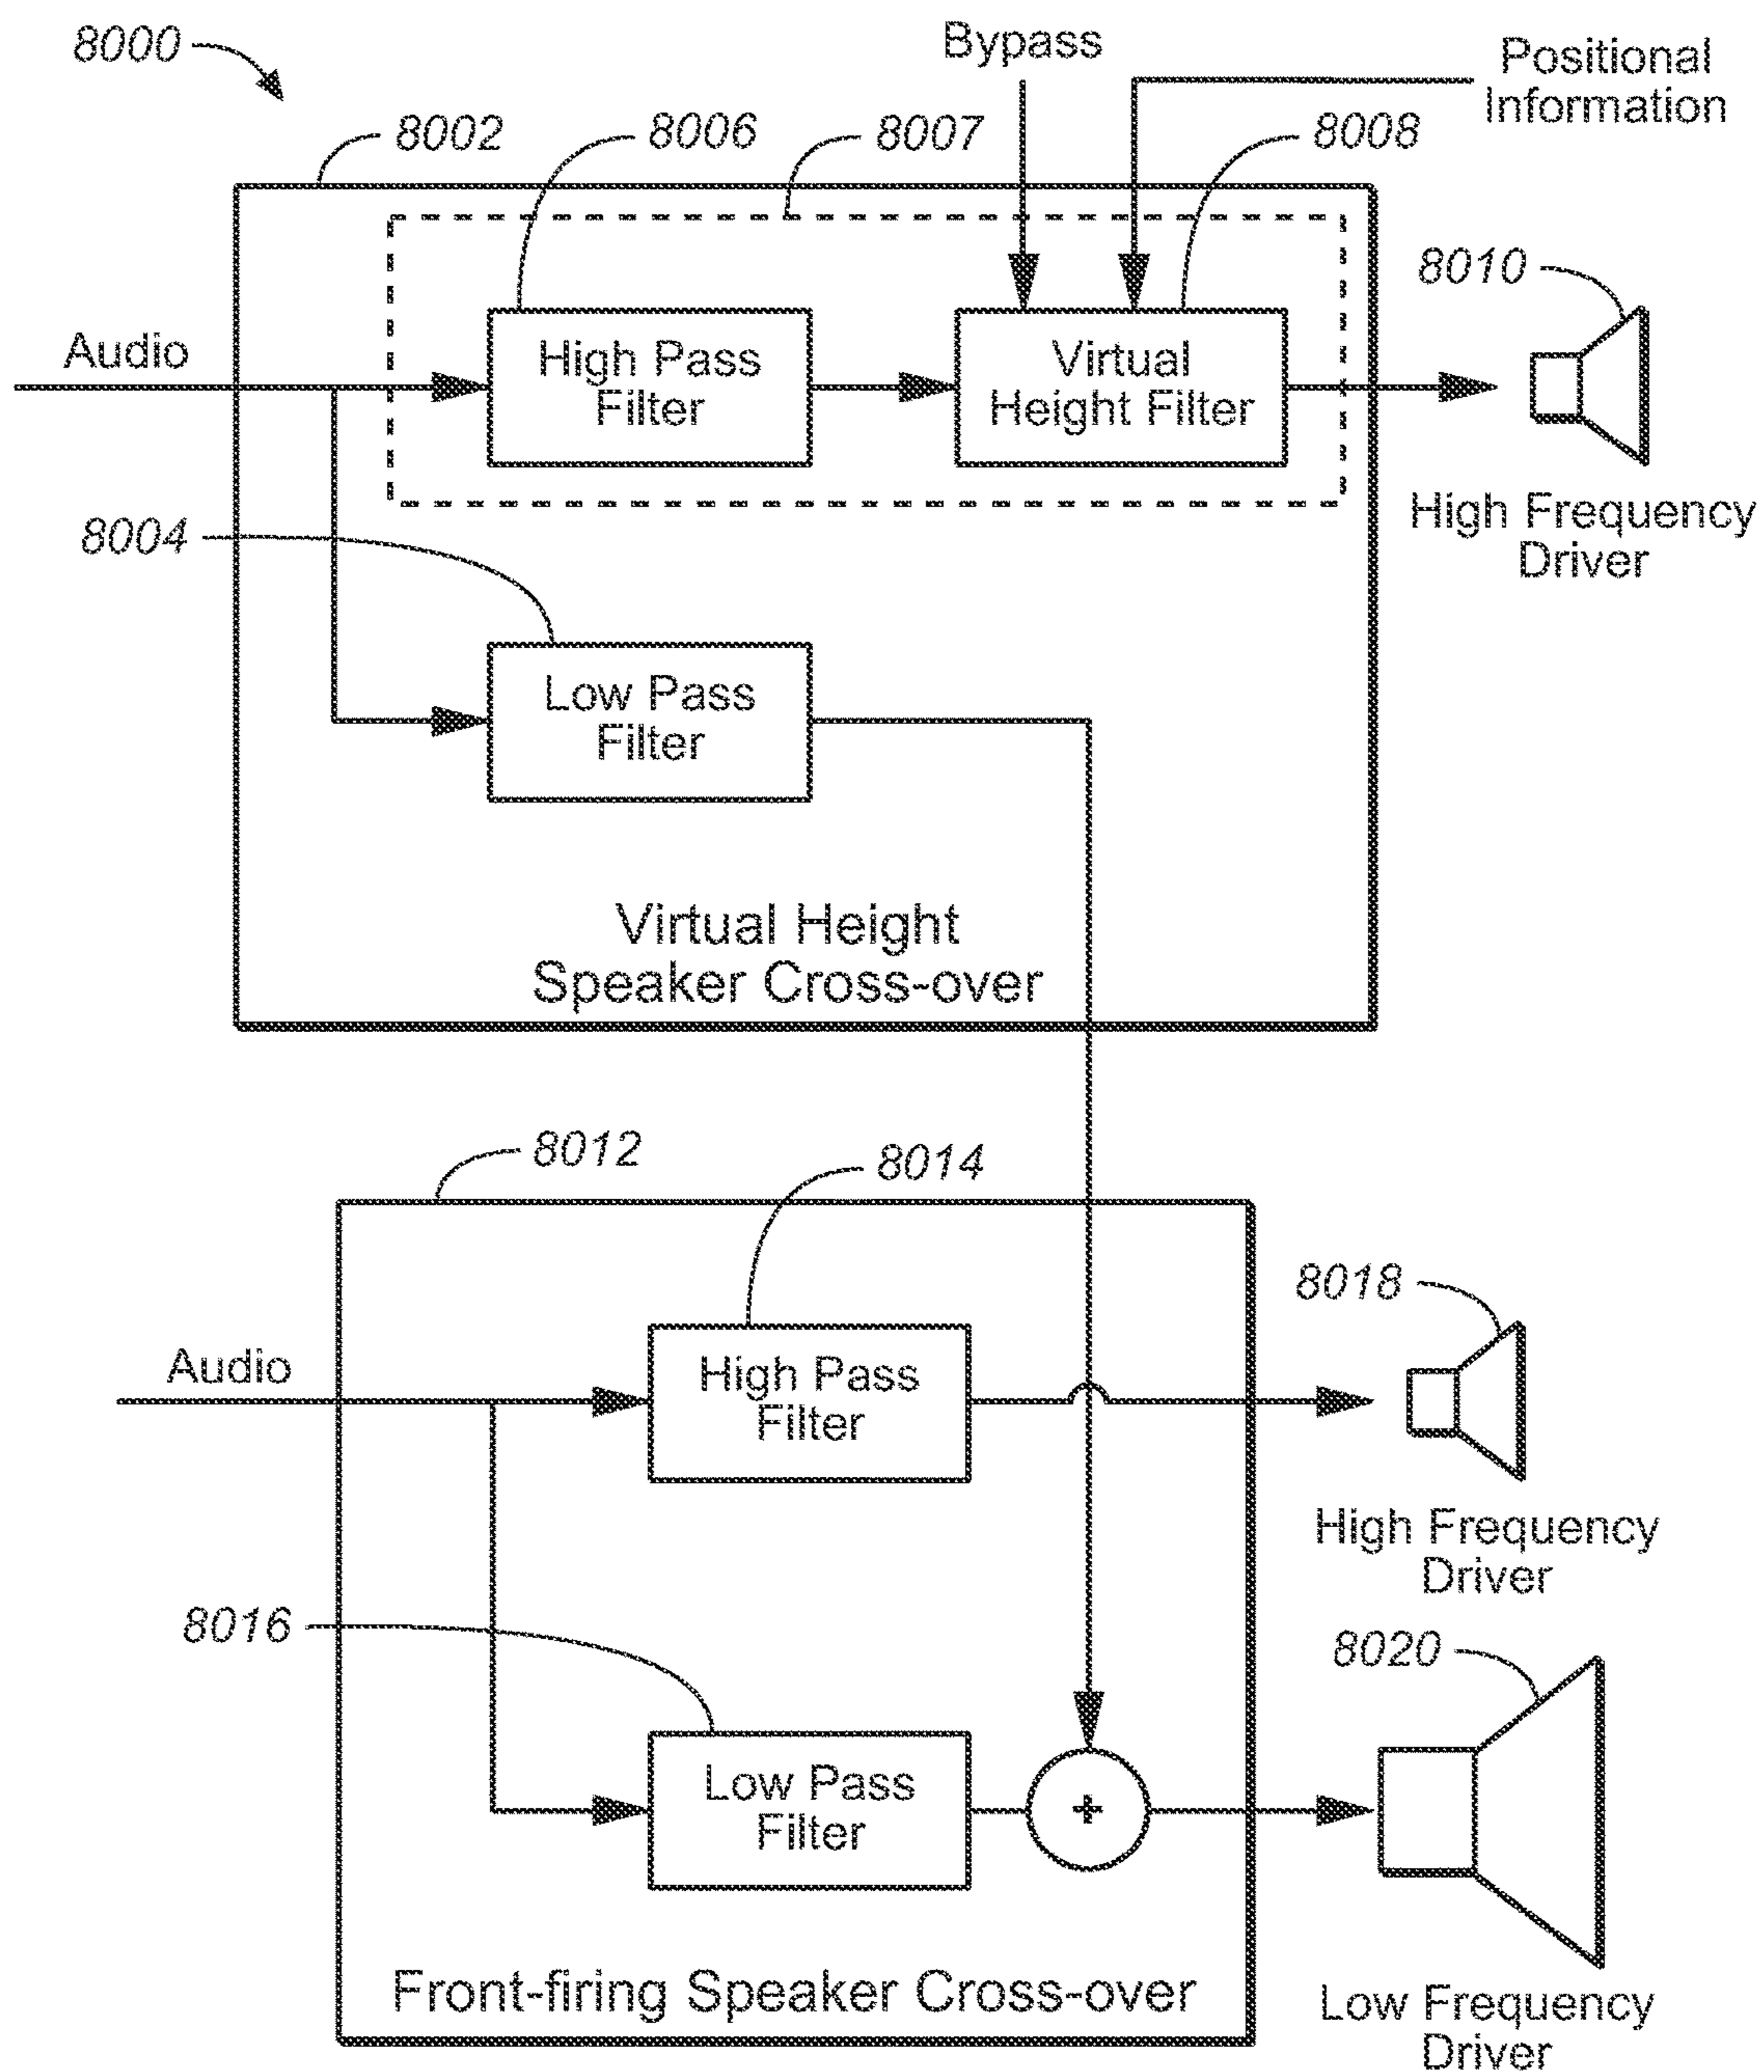 8000
Bypass
Positional
Information
8002
8006
8007
8008
8010
Audio
High Pass
Filter
Virtual
Height Filter
High Frequency
Driver
8004
Low Pass
Filter
Virtual Height
Speaker Cross-over
8012
8014
8018
Audio
High Pass
Filter
High Frequency
Driver
8016
8020
Low Pass
Filter
+
Front-firing Speaker Cross-over
Low Frequency
Driver